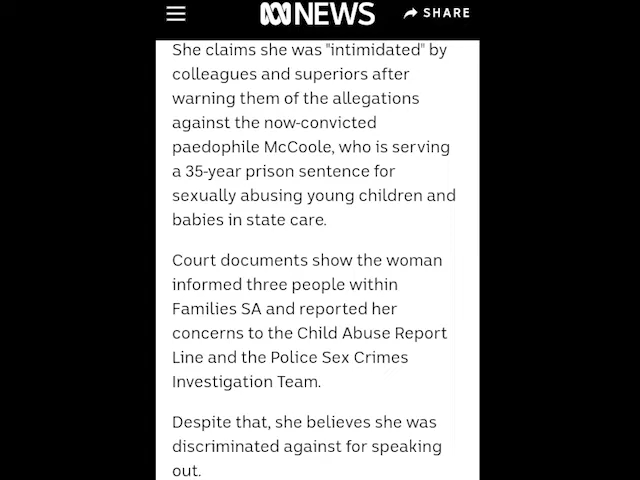 NEWS
SHARE
She claims she was "intimidated" by
colleagues and superiors after
warning them of the allegations
against the now-convicted
paedophile McCoole, who is serving
a 35-year prison sentence for
sexually abusing young children and
babies in state care.
Court documents show the woman
informed three people within
Families SA and reported her
concerns to the Child Abuse Report
Line and the Police Sex Crimes
Investigation Team.
Despite that, she believes she was
discriminated against for speaking
out.